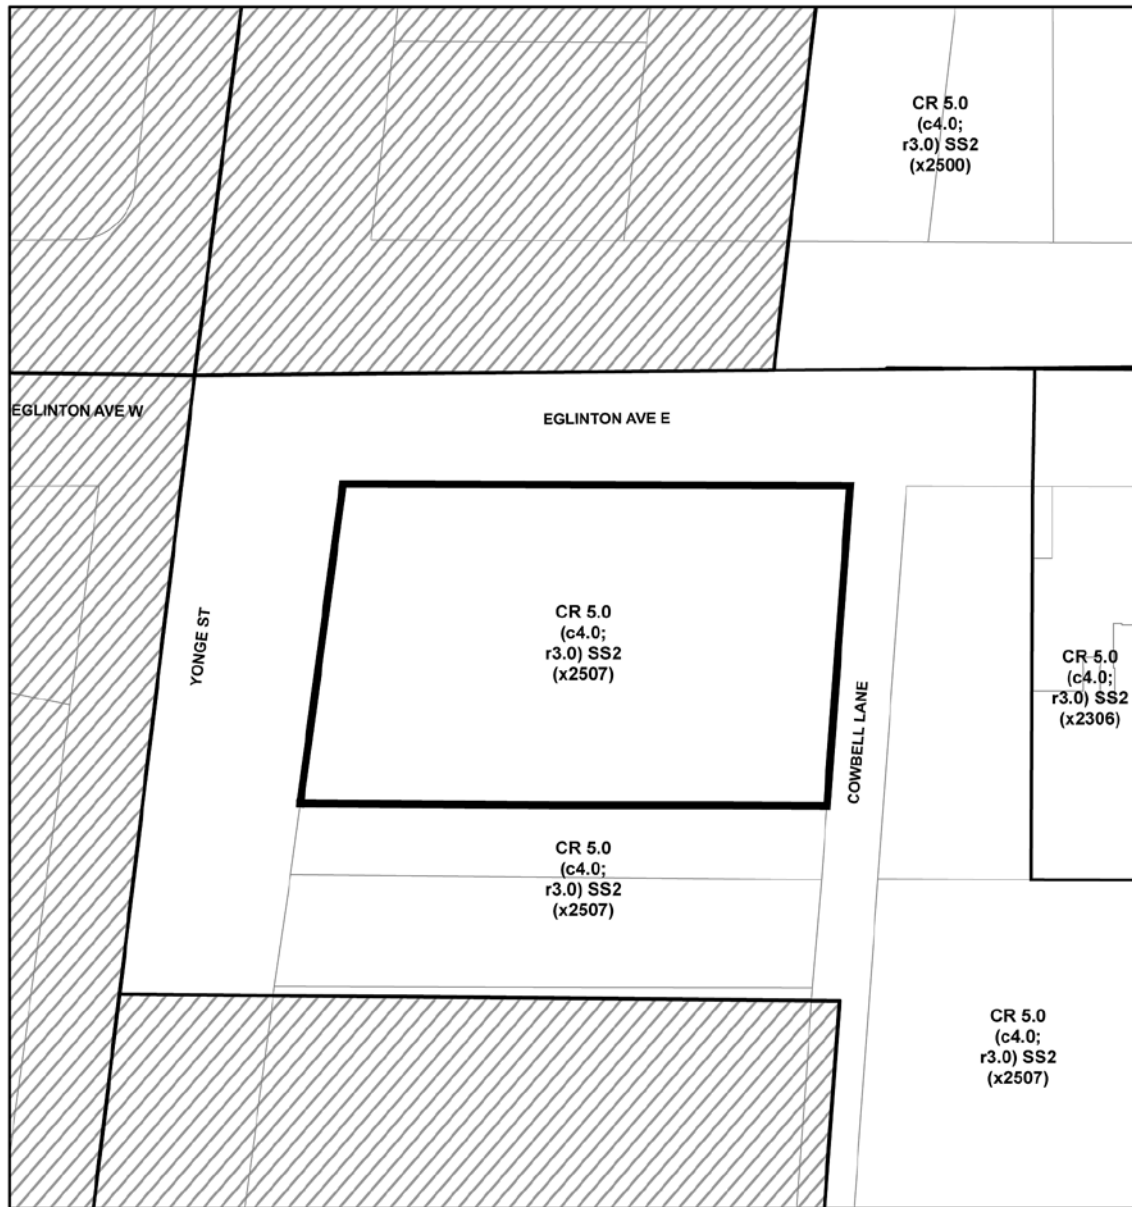 CR 5.0
(c4.0;
r3.0) SS2
(x2500)
EGLINTON AVE W
EGLINTON AVE E
YONGE ST
CR 5.0
(c4.0;
r3.0) SS2
(x2507)
COWBELL LANE
CR 5.0
(c4.0;
r3.0) SS2
(x2306)
CR 5.0
(c4.0;
r3.0) SS2
(x2507)
CR 5.0
(c4.0;
r3.0) SS2
(x2507)